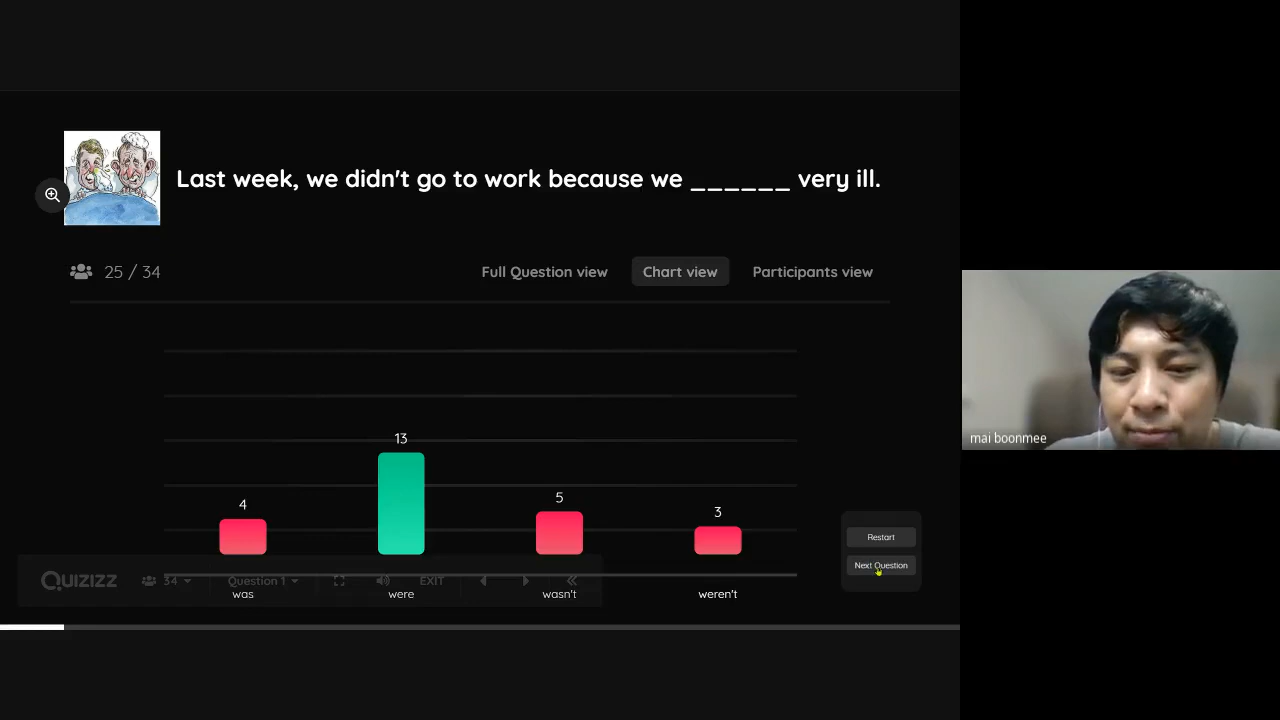 Last week, we didn't go to work because we ______ very ill.
25 / 34
Full Question view
Chart view
Participants view
4
13
5
3
was
were
wasn't
weren't
Restart
Next Question
QUIZIZZ
34
Question 1
EXIT
mai boonmee